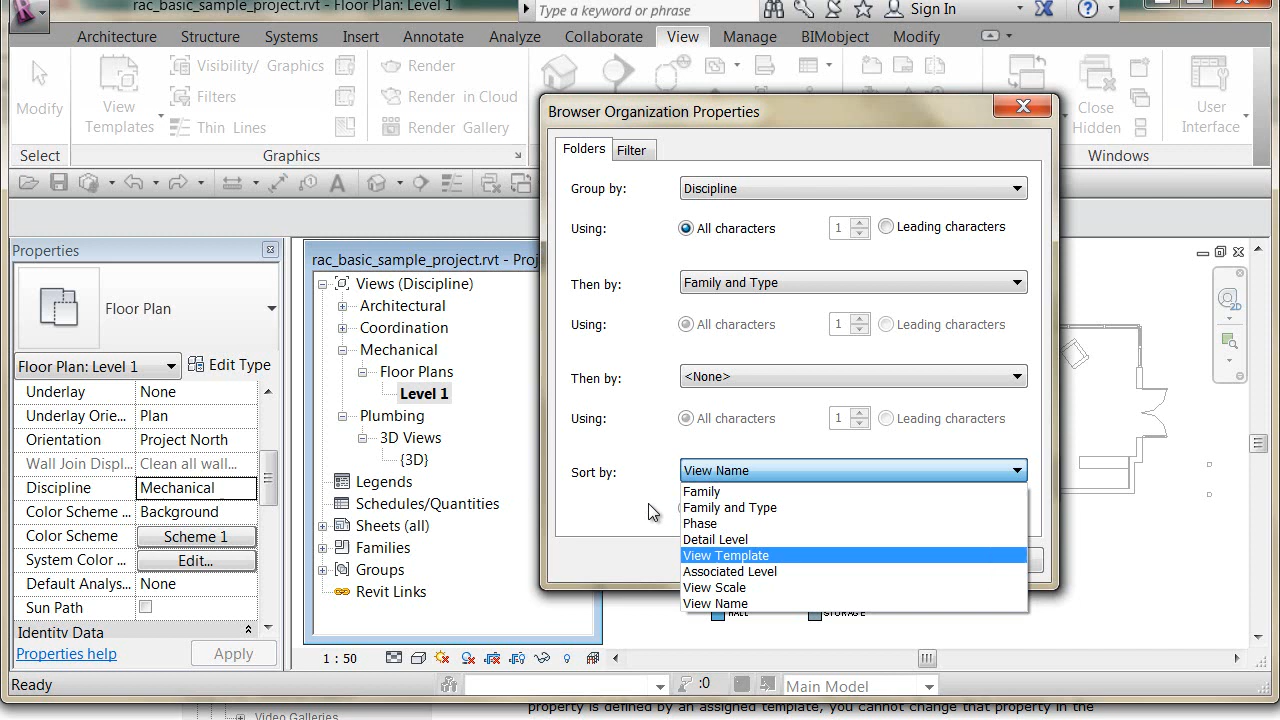 rac_basic_sample_project.rvt - Floor Plan: Level 1
Type a keyword or phrase
Sign In
Architecture Structure Systems Insert Annotate Analyze Collaborate View Manage BIMobject Modify
Modify
View Templates
Visibility/ Graphics
Filters
Thin Lines
Render
Render in Cloud
Render Gallery
Close Hidden
User Interface
Select
Graphics
Windows
Browser Organization Properties
Folders
Filter
Group by:
Discipline
Using:
All characters
1
Leading characters
Then by:
Family and Type
Using:
All characters
1
Leading characters
Then by:
<None>
Using:
All characters
1
Leading characters
Sort by:
View Name
Family
Family and Type
Phase
Detail Level
View Template
Associated Level
View Scale
View Name
Properties
Floor Plan
Floor Plan: Level 1
Edit Type
Underlay None
Underlay Orie... Plan
Orientation Project North
Wall Join Displ... Clean all wall...
Discipline Mechanical
Color Scheme ... Background
Color Scheme Scheme 1
System Color ... Edit...
Default Analys... None
Sun Path
Identity Data
Properties help
Apply
rac_basic_sample_project.rvt - Proj
Views (Discipline)
Architectural
Coordination
Mechanical
Floor Plans
Level 1
Plumbing
3D Views
{3D}
Legends
Schedules/Quantities
Sheets (all)
Families
Groups
Revit Links
2D
HALL
STORAGE
1 : 50
Ready
:0
Main Model
Video Galleries
property is defined by an assigned template, you cannot change that property in the